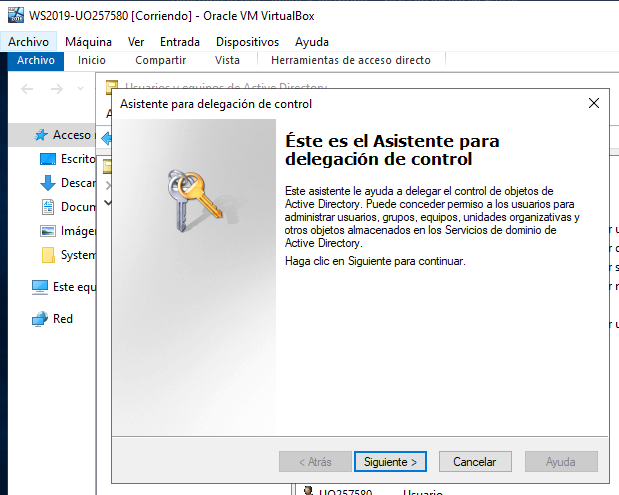 WS2019-UO257580 [Corriendo] - Oracle VM VirtualBox
Archivo Máquina Ver Entrada Dispositivos Ayuda
Archivo Inicio Compartir Vista Herramientas de acceso directo
Usuarios y equipos de Active Directory
Asistente para delegación de control
Acceso
Escrito
Descar
Docum
Imáger
System
Este equ
Red
Éste es el Asistente para
delegación de control
Este asistente le ayuda a delegar el control de objetos de
Active Directory. Puede conceder permiso a los usuarios para
administrar usuarios, grupos, equipos, unidades organizativas y
otros objetos almacenados en los Servicios de dominio de
Active Directory.
Haga clic en Siguiente para continuar.
< Atrás Siguiente > Cancelar Ayuda
UO257580 Usuario